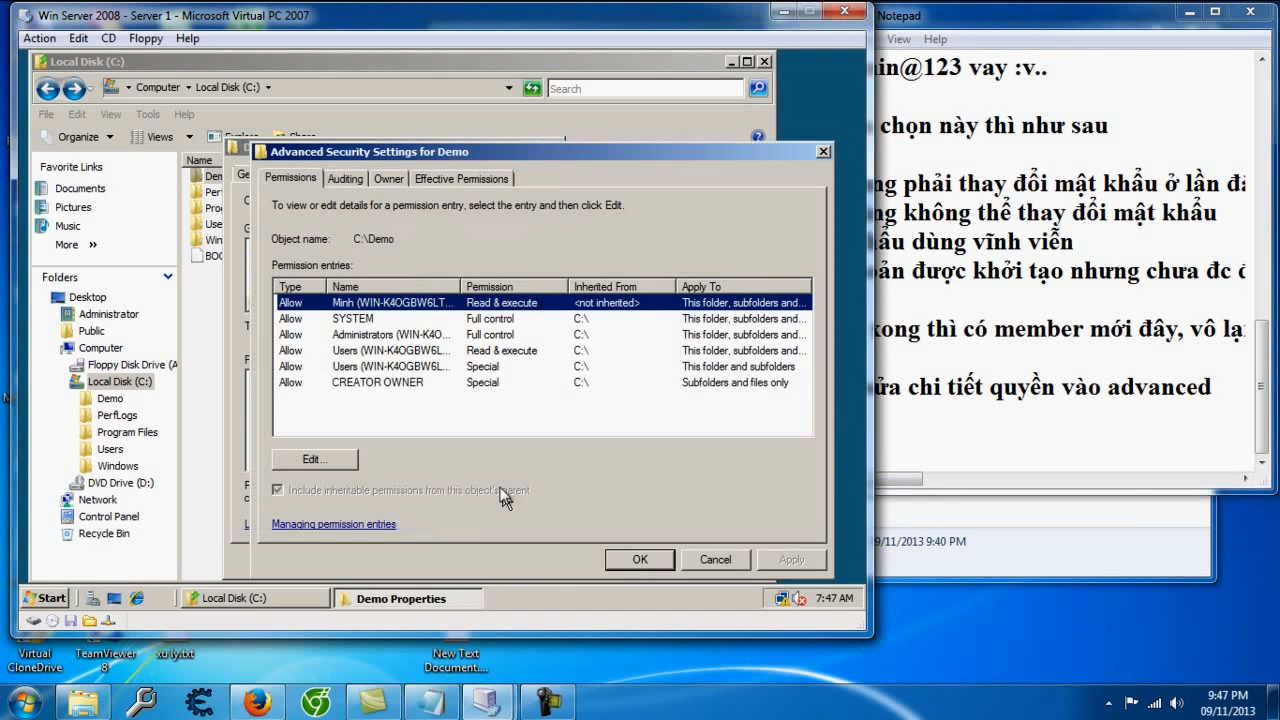 Win Server 2008 - Server 1 - Microsoft Virtual PC 2007
Action Edit CD Floppy Help
Local Disk (C:)
Computer Local Disk (C:)
Search
File Edit View Tools Help
Organize Views Explore Share
Favorite Links
Documents
Pictures
Music
More »
Folders
Desktop
Administrator
Public
Computer
Floppy Disk Drive (A
Local Disk (C:)
Demo
PerfLogs
Program Files
Users
Windows
DVD Drive (D:)
Network
Control Panel
Recycle Bin
Name
Advanced Security Settings for Demo
Permissions Auditing Owner Effective Permissions
To view or edit details for a permission entry, select the entry and then click Edit.
Object name: C:\Demo
Permission entries:
Type Name Permission Inherited From Apply To
Allow Minh (WIN-K4OGBW6LT... Read & execute <not inherited> This folder, subfolders and...
Allow SYSTEM Full control C:\ This folder, subfolders and...
Allow Administrators (WIN-K4O... Full control C:\ This folder, subfolders and...
Allow Users (WIN-K4OGBW6L... Read & execute C:\ This folder, subfolders and...
Allow Users (WIN-K4OGBW6L... Special C:\ This folder and subfolders
Allow CREATOR OWNER Special C:\ Subfolders and files only
Edit...
Include inheritable permissions from this object's parent
Managing permission entries
OK Cancel Apply
Start Local Disk (C:) Demo Properties 7:47 AM
Notepad
View Help
in@123 vay :v..
chọn này thì như sau
ng phải thay đổi mật khẩu ở lần đă
ng không thể thay đổi mật khẩu
ẩu dùng vĩnh viễn
oản được khởi tạo nhưng chưa đc
xong thì có member mới đây, vô lại
ửa chi tiết quyền vào advanced
9/11/2013 9:40 PM
Virtual CloneDrive
TeamViewer 8
xu ly.txt
New Text Document....
9:47 PM
09/11/2013